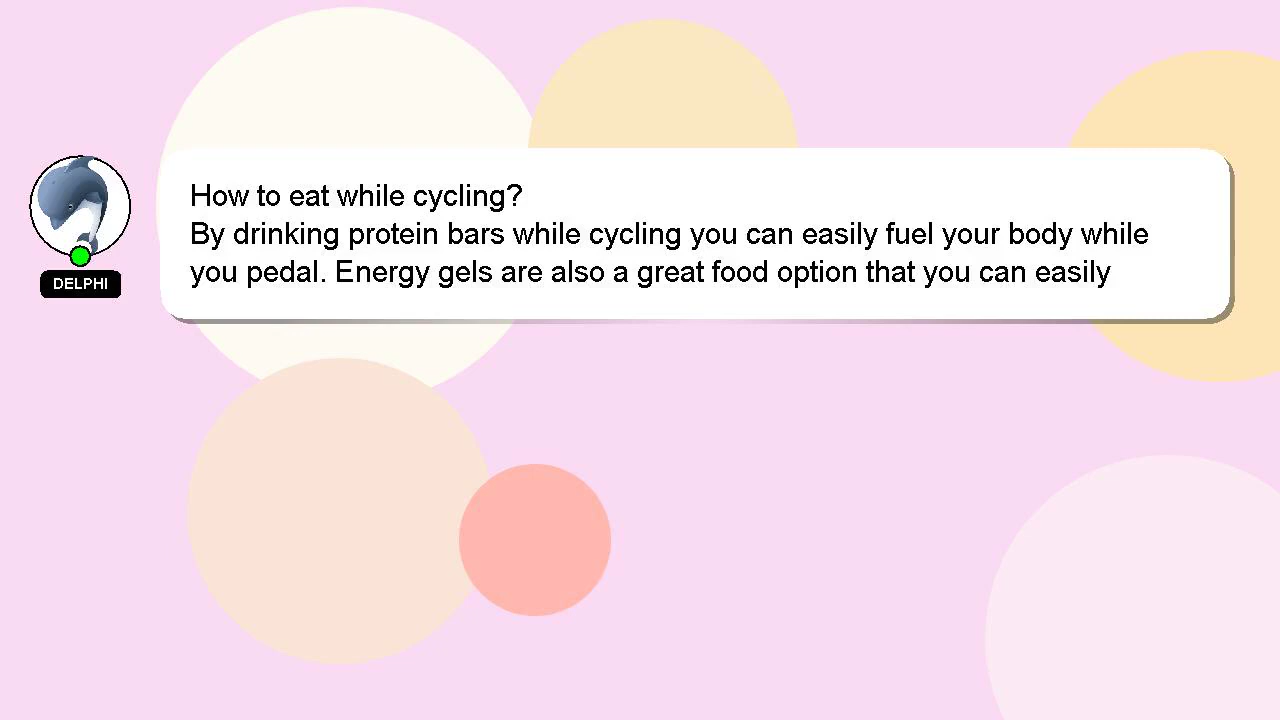 How to eat while cycling?
By drinking protein bars while cycling you can easily fuel your body while
you pedal. Energy gels are also a great food option that you can easily
DELPHI